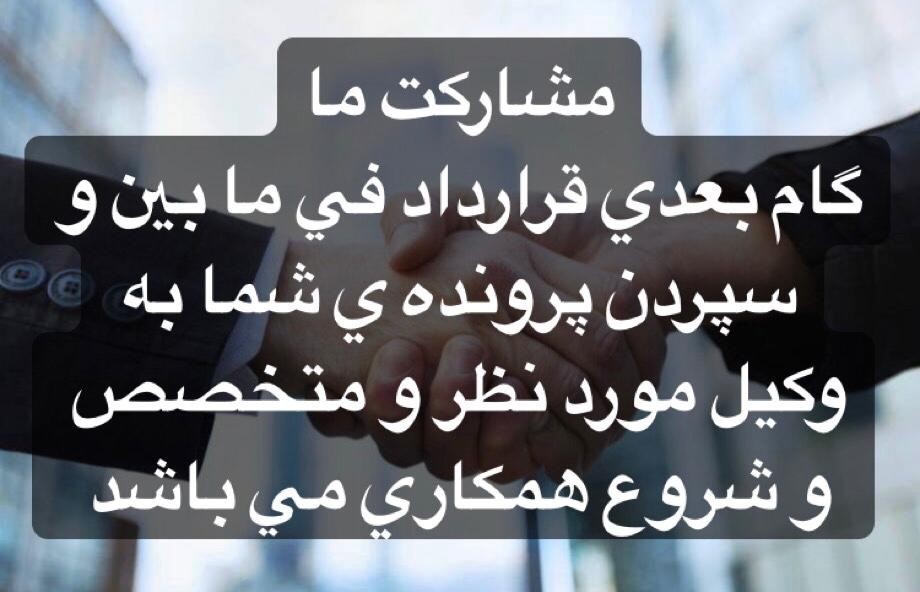 مشاركت ما
گام بعدي قرارداد في ما بين و
سپردن پرونده ي شما به
وكيل مورد نظر و متخصص
و شروع همكاري مي باشد